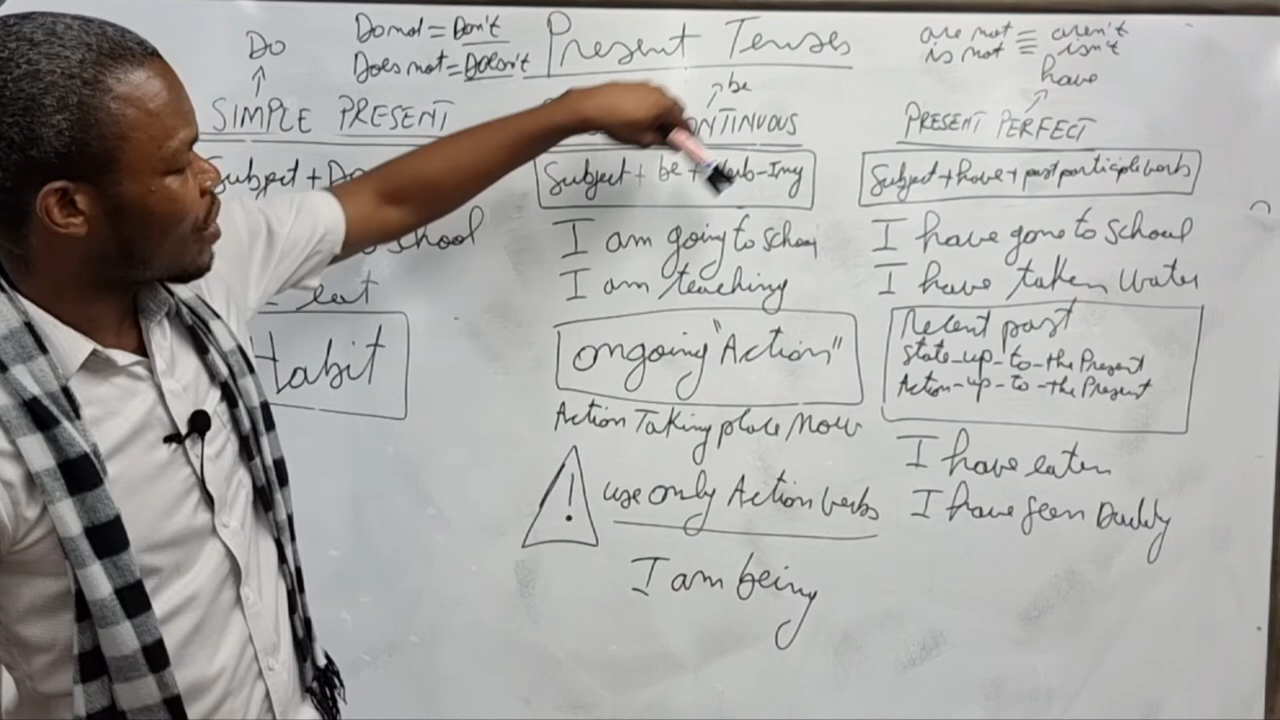 Present Tenses
Do not = Don't
Does not = Doesn't
are not = aren't
is not = isn't
DO
SIMPLE PRESENT
Subject + Do
school
eat
Habit
be
ONTINUOUS
Subject + be + Verb-Ing
I am going to school
I am teaching
Ongoing "Action"
Action Taking place Now
! use only Action verbs
I am being
have
PRESENT PERFECT
Subject + have + past participle verbs
I have gone to school
I have taken water
Recent past
State-up-to-the Present
Action-up-to-the Present
I have eaten
I have seen Daddy